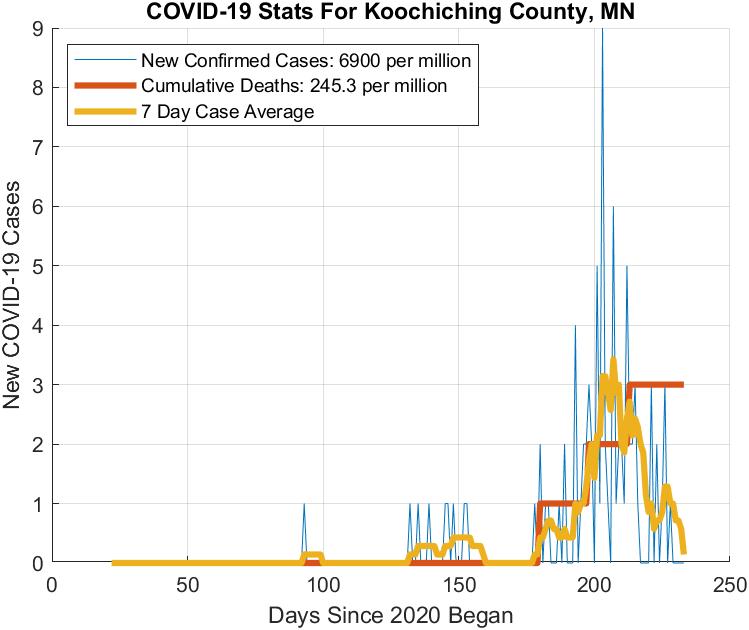 COVID-19 Stats For Koochiching County, MN
New Confirmed Cases: 6900 per million
Cumulative Deaths: 245.3 per million
7 Day Case Average
New COVID-19 Cases
9
8
7
6
5
4
3
2
1
0
0 50 100 150 200 250
Days Since 2020 Began